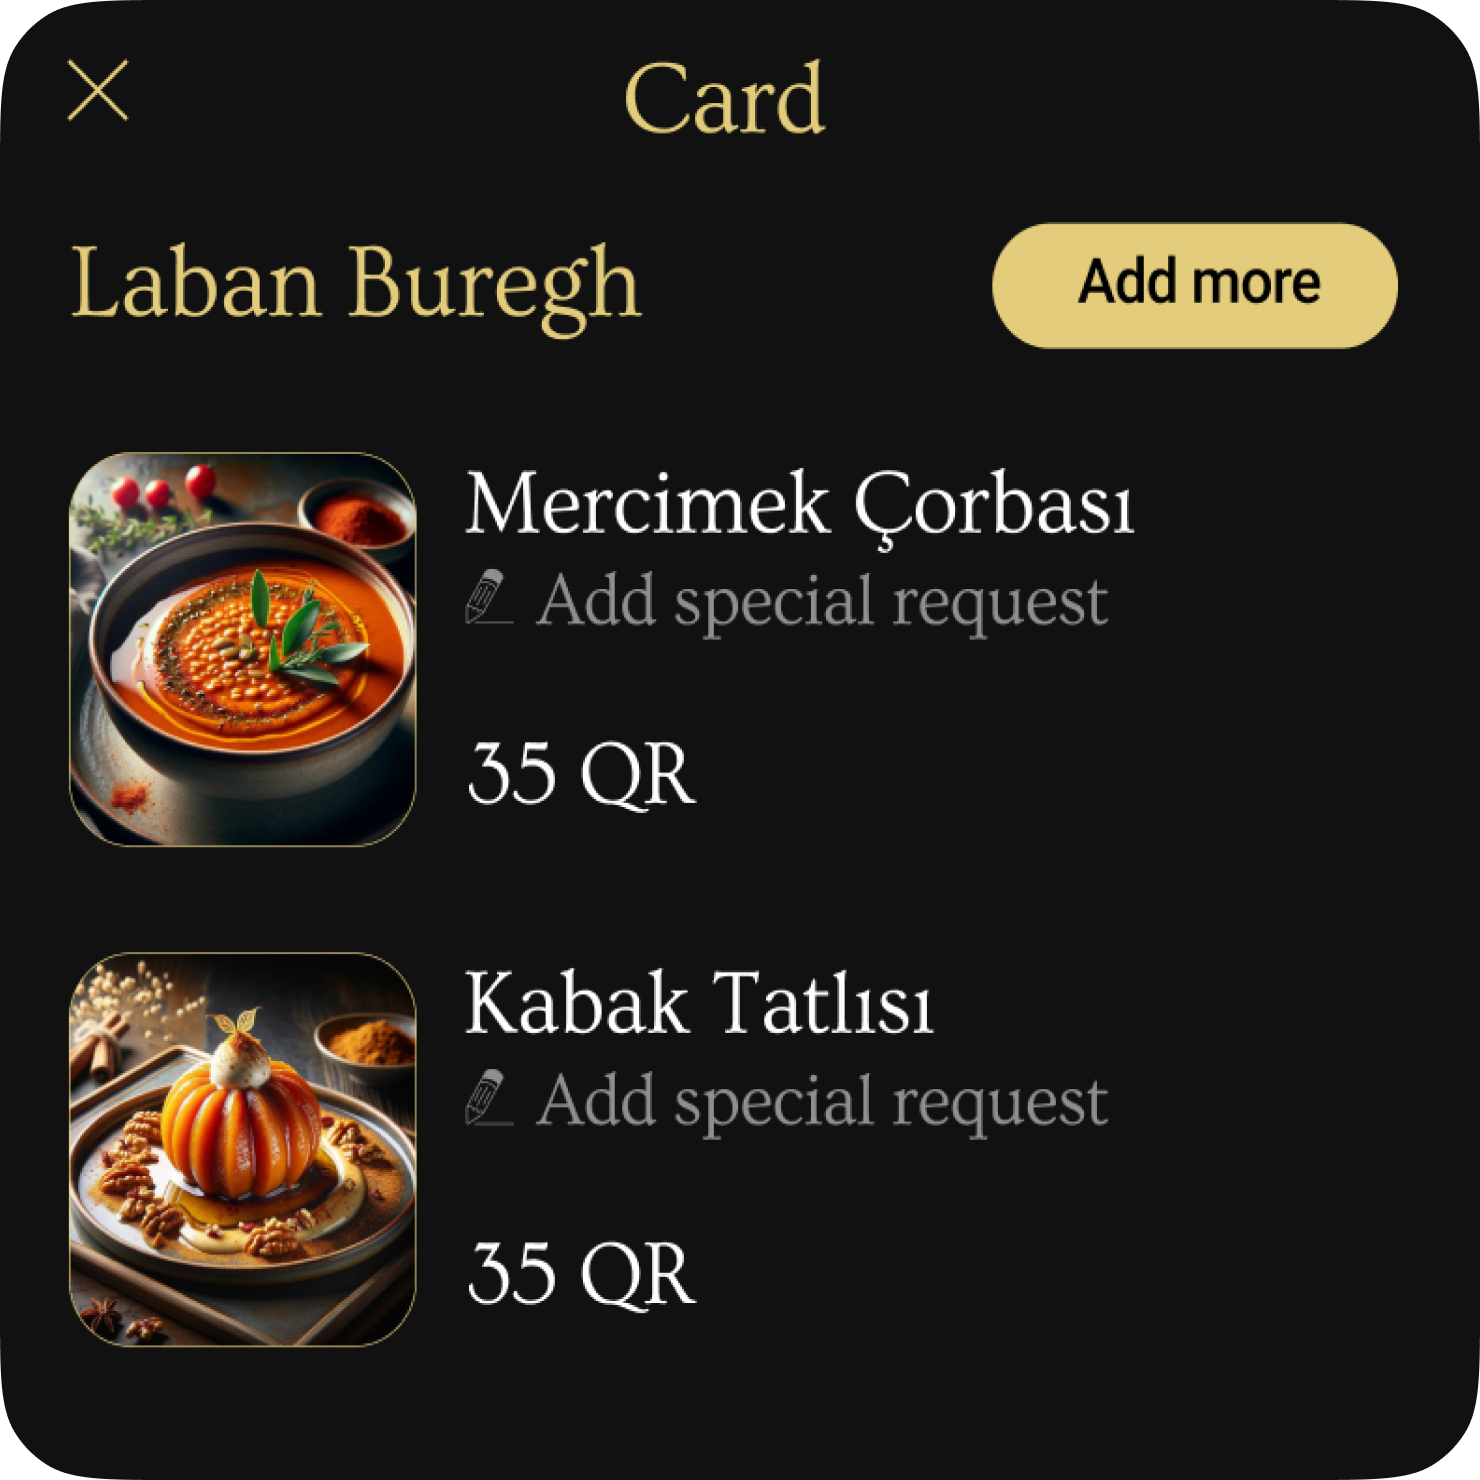 Card
Laban Buregh
Add more
Mercimek Çorbası
Add special request
35 QR
Kabak Tatlısı
Add special request
35 QR